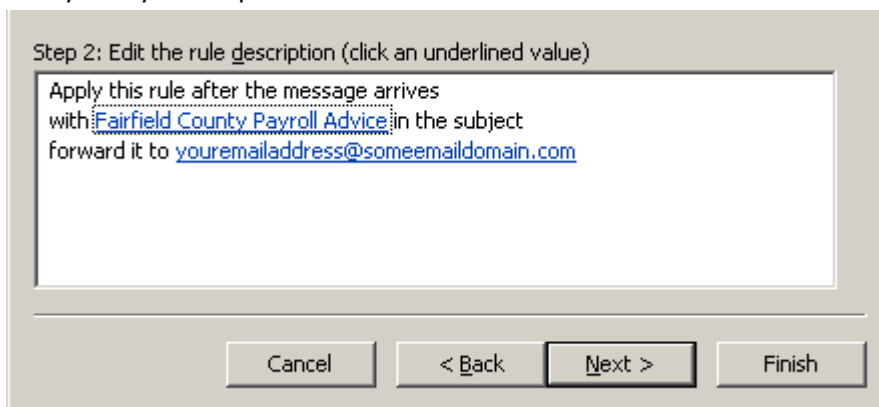 Step 2: Edit the rule description (click an underlined value)
Apply this rule after the message arrives
with Fairfield County Payroll Advice in the subject
forward it to youremailaddress@someemaildomain.com
Cancel
< Back
Next >
Finish